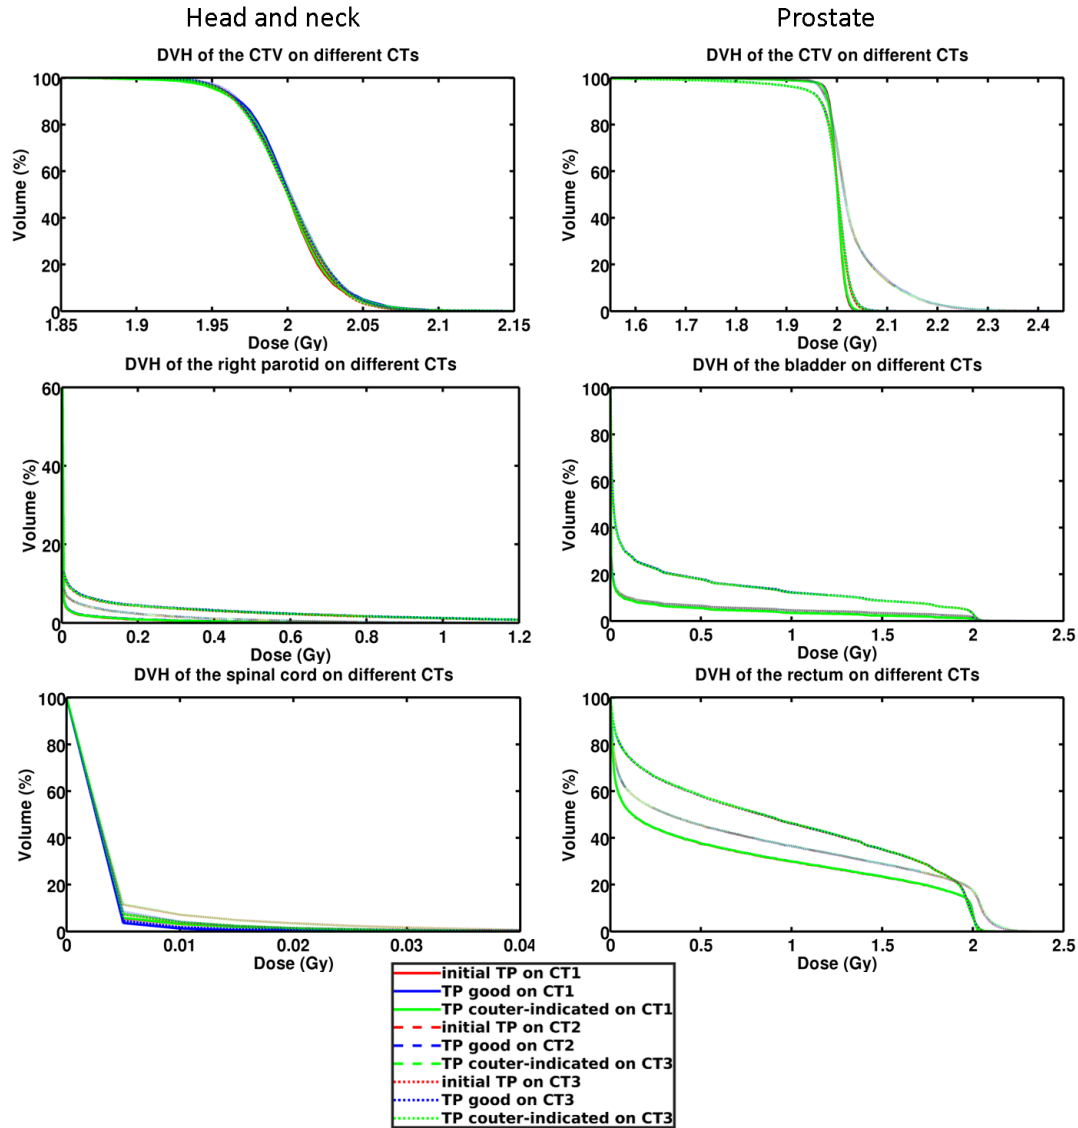 Head and neck
Prostate
DVH of the CTV on different CTs
100
80
60
40
20
0
Volume (%)
1.85 1.9 1.95 2 2.05 2.1 2.15
Dose (Gy)
DVH of the CTV on different CTs
100
80
60
40
20
0
Volume (%)
1.6 1.7 1.8 1.9 2 2.1 2.2 2.3 2.4
Dose (Gy)
DVH of the right parotid on different CTs
60
40
20
0
Volume (%)
0 0.2 0.4 0.6 0.8 1 1.2
Dose (Gy)
DVH of the bladder on different CTs
100
80
60
40
20
0
Volume (%)
0 0.5 1 1.5 2 2.5
Dose (Gy)
DVH of the spinal cord on different CTs
100
80
60
40
20
0
Volume (%)
0 0.01 0.02 0.03 0.04
Dose (Gy)
DVH of the rectum on different CTs
100
80
60
40
20
0
Volume (%)
0 0.5 1 1.5 2 2.5
Dose (Gy)
initial TP on CT1
TP good on CT1
TP couter-indicated on CT1
initial TP on CT2
TP good on CT2
TP couter-indicated on CT3
initial TP on CT3
TP good on CT3
TP couter-indicated on CT3